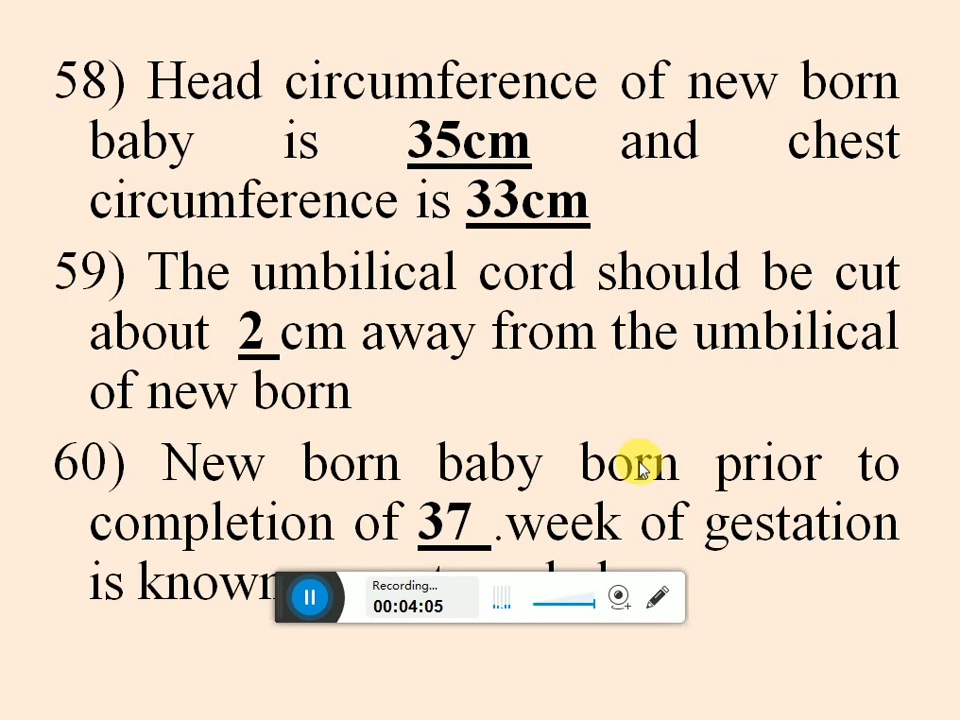 58) Head circumference of new born
baby is 35cm and chest
circumference is 33cm
59) The umbilical cord should be cut
about 2 cm away from the umbilical
of new born
60) New born baby born prior to
completion of 37 .week of gestation
is known
Recording...
00:04:05